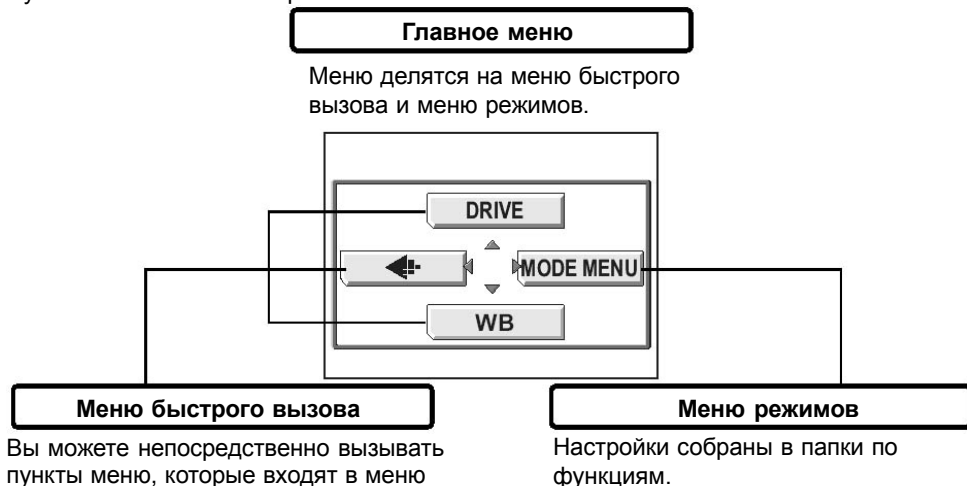 Главное меню
Меню делятся на меню быстрого
вызова и меню режимов.
DRIVE
MODE MENU
WB
Меню быстрого вызова
Вы можете непосредственно вызывать
пункты меню, которые входят в меню
Меню режимов
Настройки собраны в папки по
функциям.